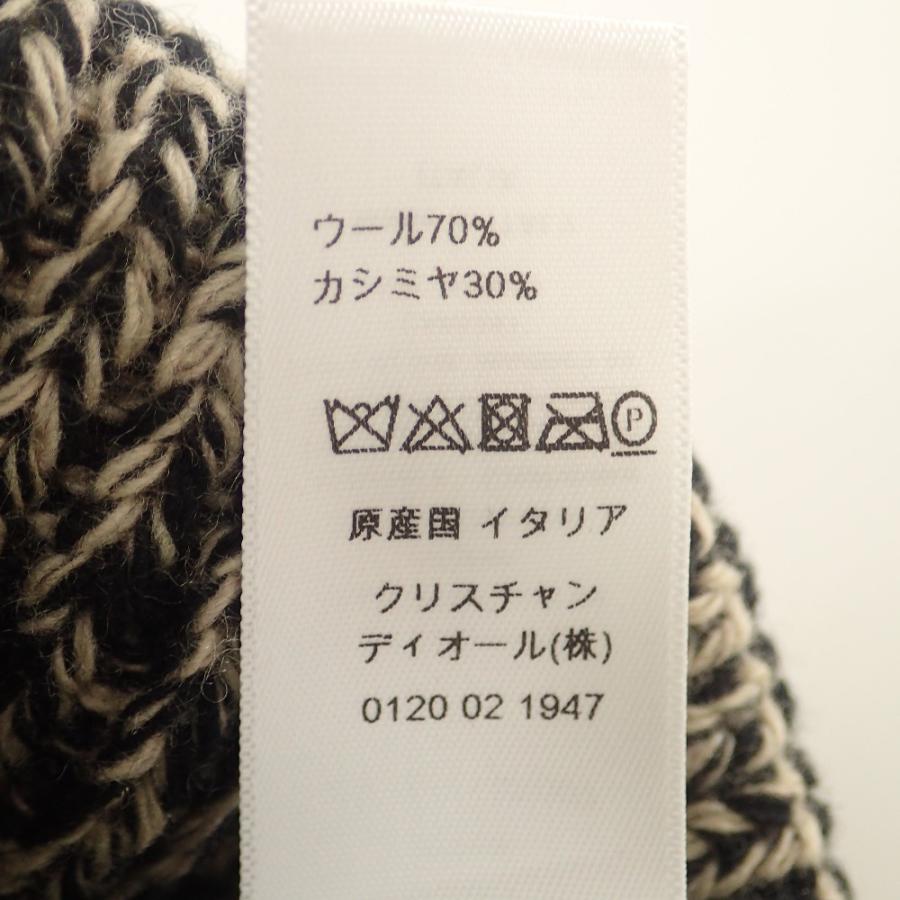 ウール70%
カシミヤ30%
P
原産国 イタリア
クリスチャン
ディオール(株)
0120 02 1947